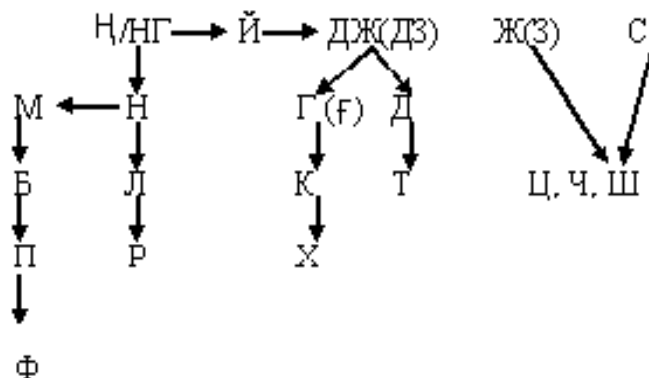 Ң/НГ Й ДЖ(ДЗ) Ж(З) С
М Н Г(ғ) Д
Б Л К Т Ц, Ч, Ш
П Р Х
Ф